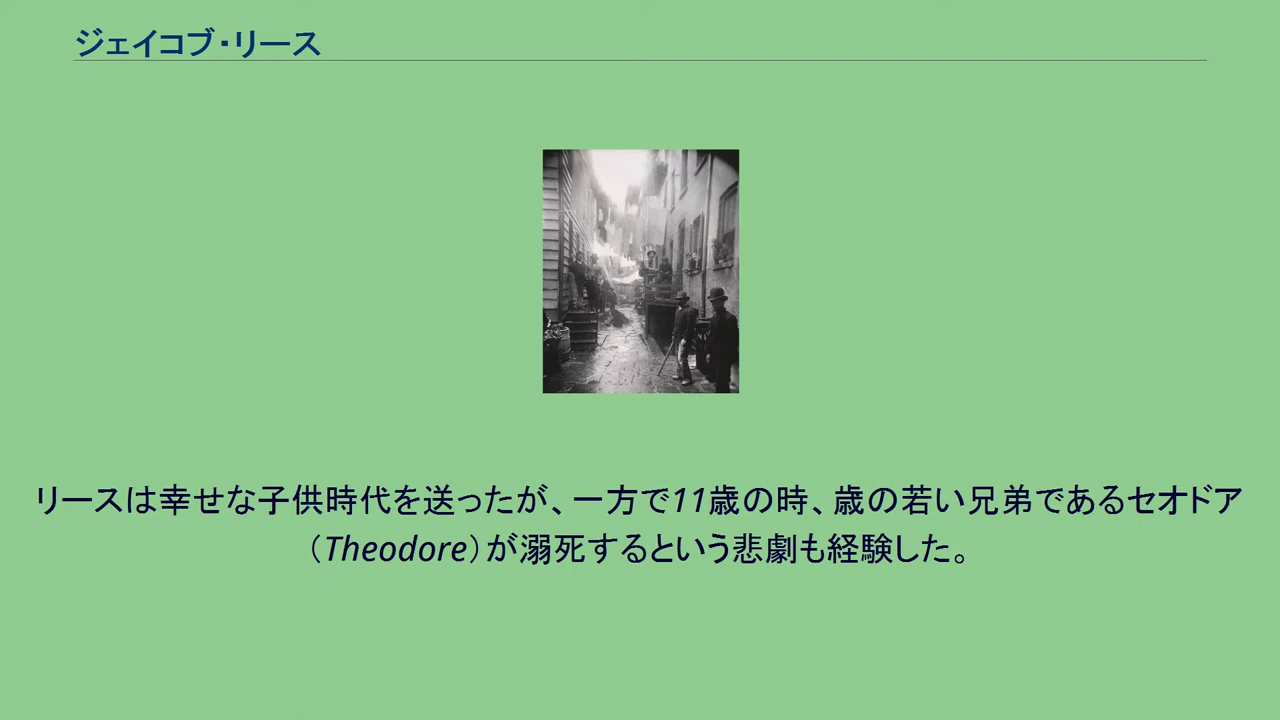 ジェイコブ・リース
リースは幸せな子供時代を送ったが、一方で11歳の時、歳の若い兄弟であるセオドア
（Theodore）が溺死するという悲劇も経験した。